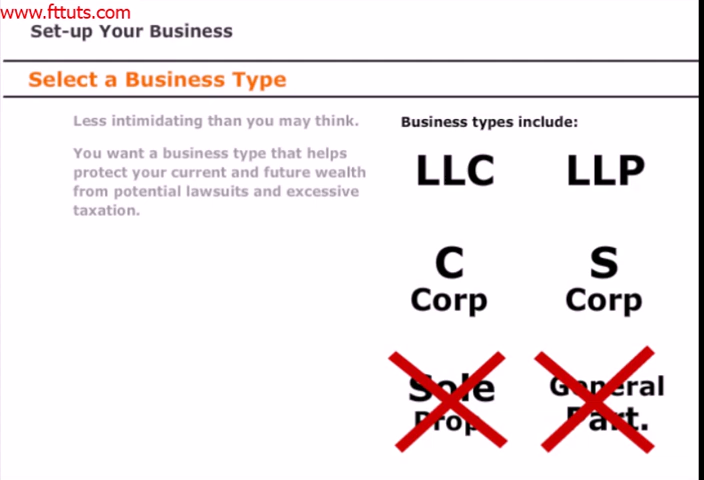 www.fttuts.com
Set-up Your Business
Select a Business Type
Less intimidating than you may think.
You want a business type that helps
protect your current and future wealth
from potential lawsuits and excessive
taxation.
Business types include:
LLC LLP
C S
Corp Corp
Sole General
Prop Part.